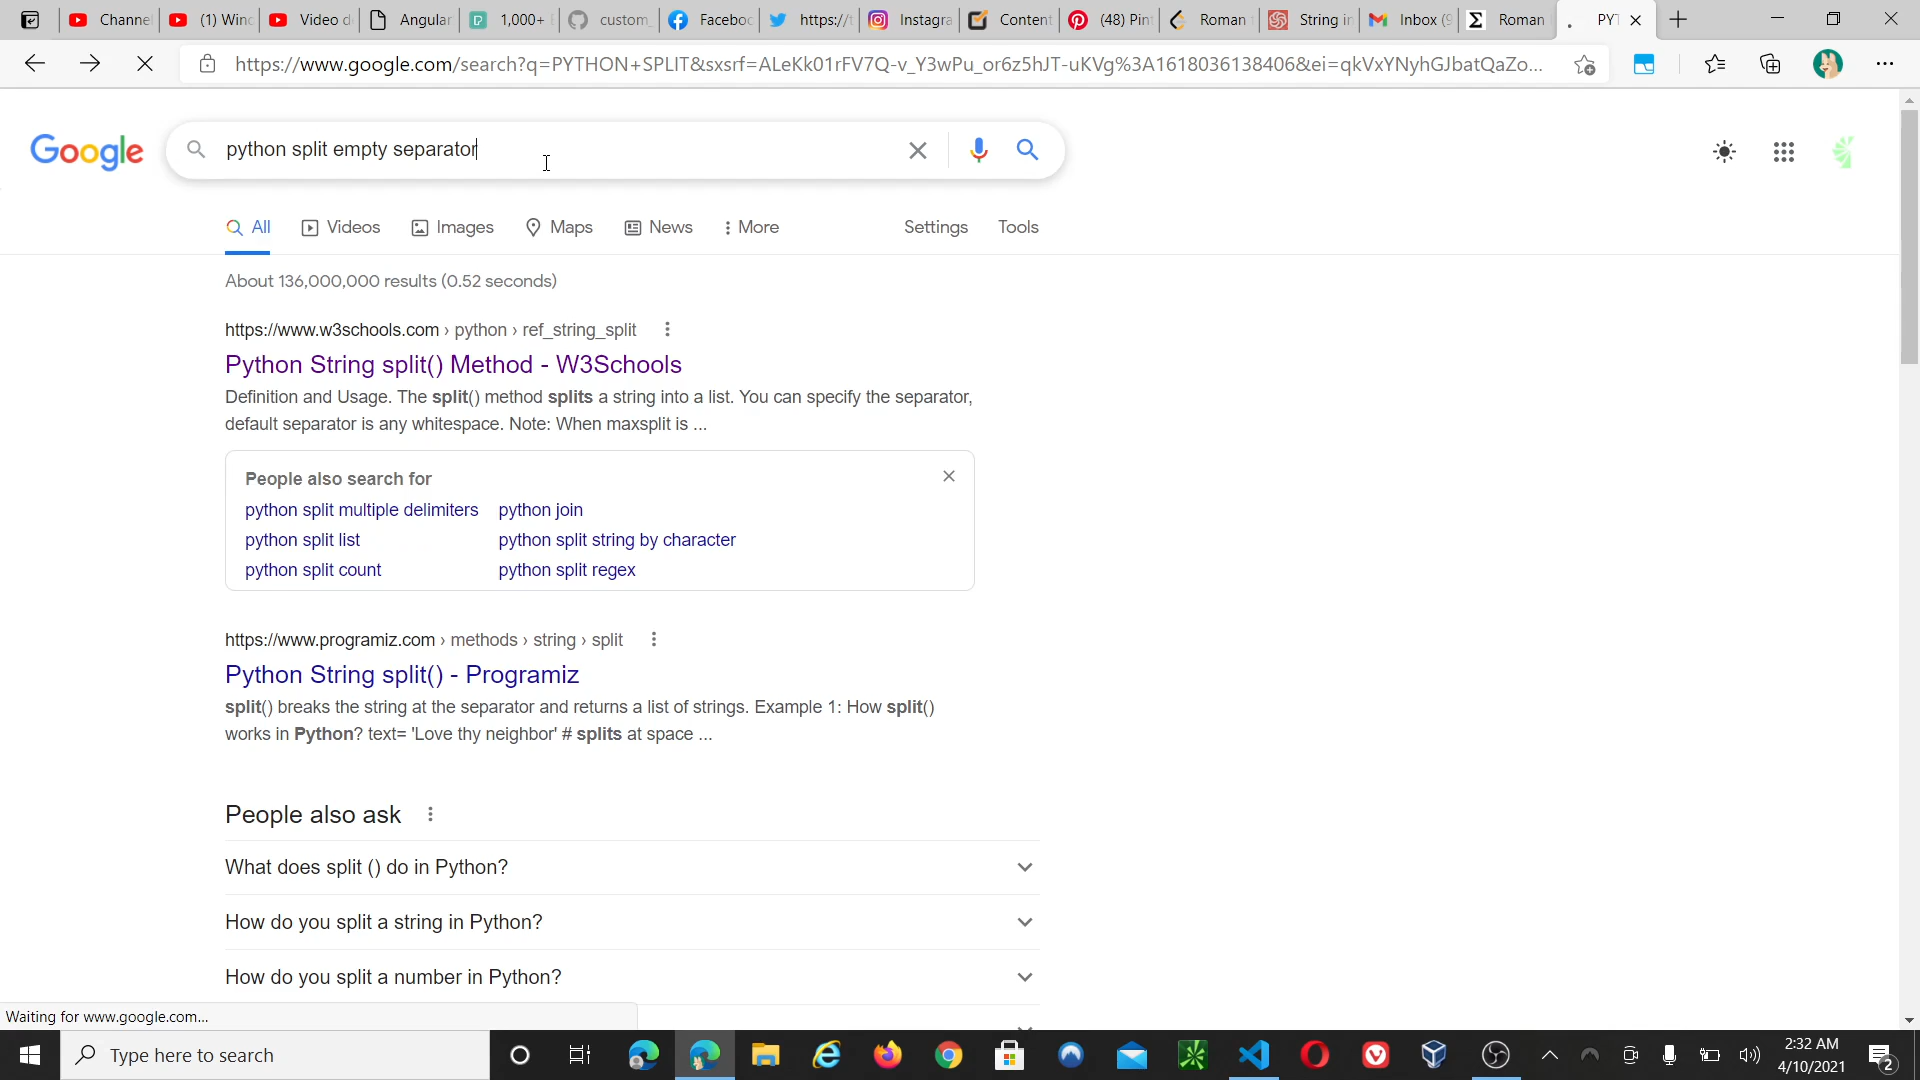 Channe
(1) Winc
Video d
Angular
1,000+
custom_
Faceboo
https://t
Instagra
Content
(48) Pin
Roman
String in
Inbox (9
Roman
PYT
https://www.google.com/search?q=PYTHON+SPLIT&sxsrf=ALeKk01rFV7Q-v_Y3wPu_or6z5hJT-uKVg%3A1618036138406&ei=qkVxYNyhGJbatQaZo...
Google
python split empty separator
All
Videos
Images
Maps
News
More
Settings
Tools
About 136,000,000 results (0.52 seconds)
https://www.w3schools.com › python › ref_string_split
Python String split() Method - W3Schools
Definition and Usage. The split() method splits a string into a list. You can specify the separator,
default separator is any whitespace. Note: When maxsplit is ...
People also search for
python split multiple delimiters
python join
python split list
python split string by character
python split count
python split regex
https://www.programiz.com › methods › string › split
Python String split() - Programiz
split() breaks the string at the separator and returns a list of strings. Example 1: How split()
works in Python? text= 'Love thy neighbor' # splits at space ...
People also ask
What does split () do in Python?
How do you split a string in Python?
How do you split a number in Python?
Waiting for www.google.com...
Type here to search
2:32 AM
4/10/2021
2